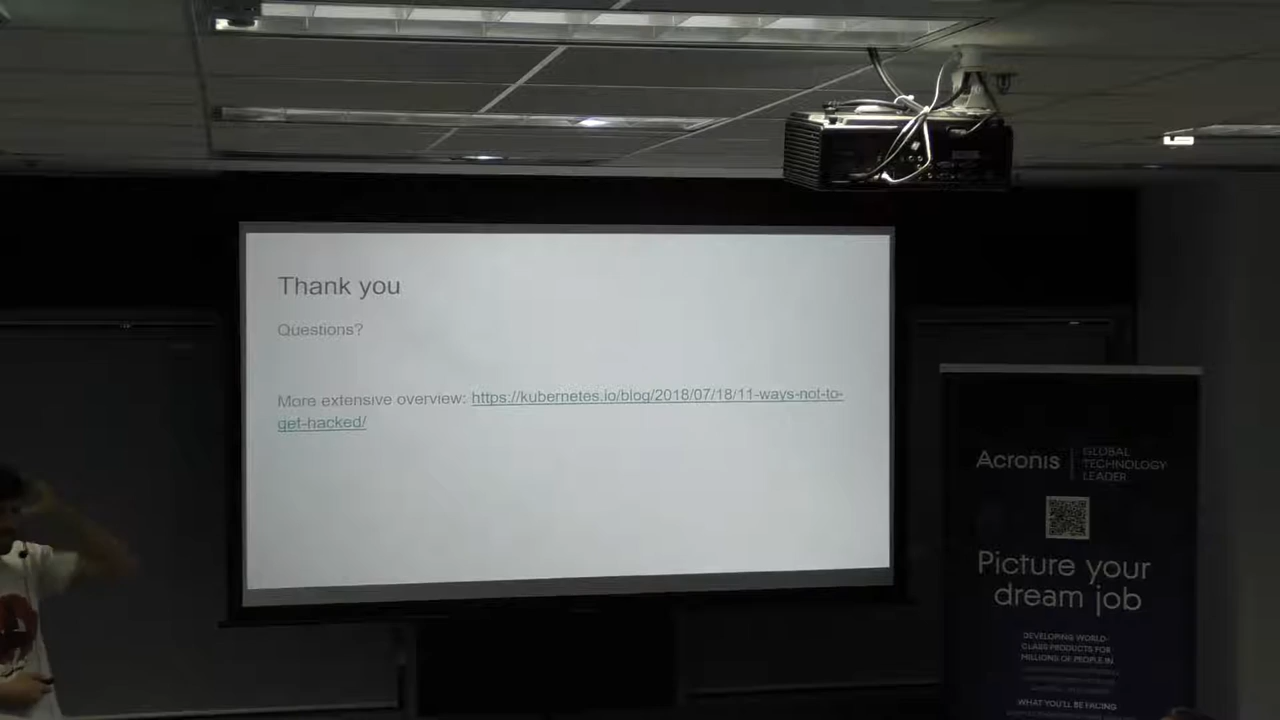 Thank you
Questions?
More extensive overview: https://kubernetes.io/blog/2018/07/18/11-ways-not-to-
get-hacked/
Acronis
GLOBAL
TECHNOLOGY
LEADER
Picture your
dream job
DEVELOPING WORLD-
CLASS PRODUCTS FOR
MILLIONS OF PEOPLE IN
WHAT YOU'LL BE FACING